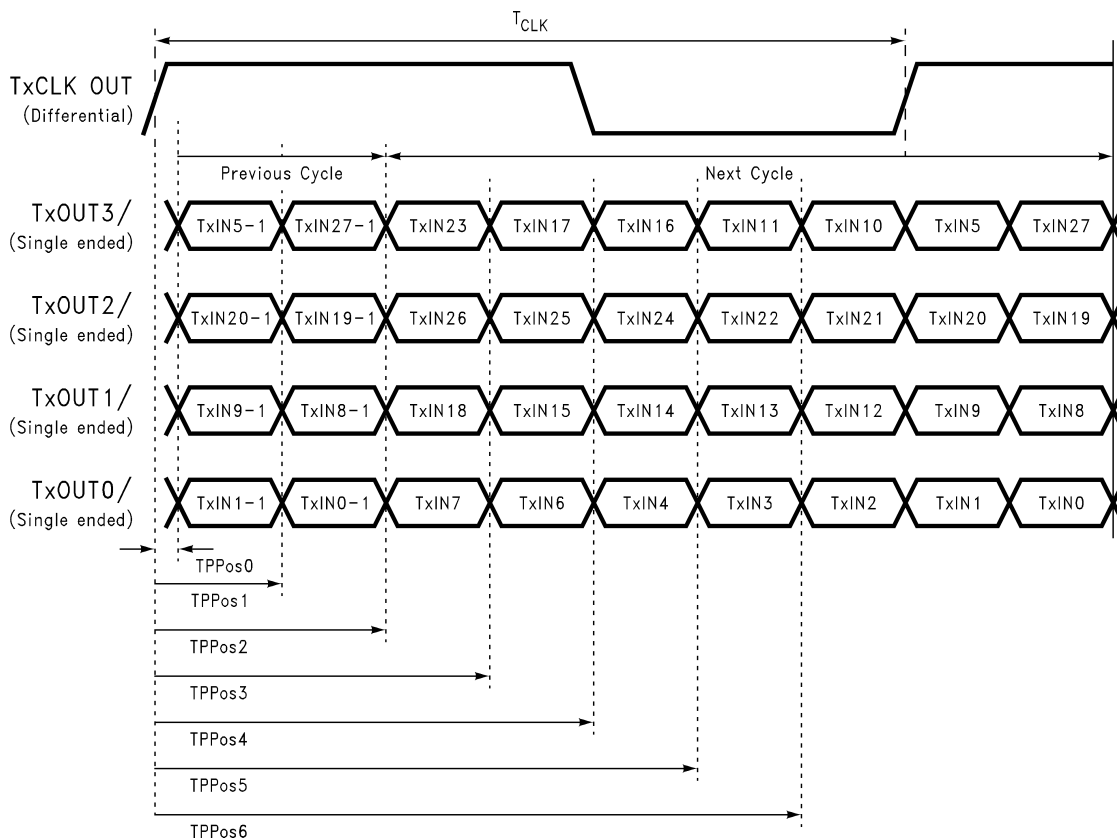 TCLK
TxCLK OUT
(Differential)
Previous Cycle
Next Cycle
TxOUT3/
(Single ended)
TxIN5-1 TxIN27-1 TxIN23 TxIN17 TxIN16 TxIN11 TxIN10 TxIN5 TxIN27
TxOUT2/
(Single ended)
TxIN20-1 TxIN19-1 TxIN26 TxIN25 TxIN24 TxIN22 TxIN21 TxIN20 TxIN19
TxOUT1/
(Single ended)
TxIN9-1 TxIN8-1 TxIN18 TxIN15 TxIN14 TxIN13 TxIN12 TxIN9 TxIN8
TxOUT0/
(Single ended)
TxIN1-1 TxIN0-1 TxIN7 TxIN6 TxIN4 TxIN3 TxIN2 TxIN1 TxIN0
TPPos0
TPPos1
TPPos2
TPPos3
TPPos4
TPPos5
TPPos6